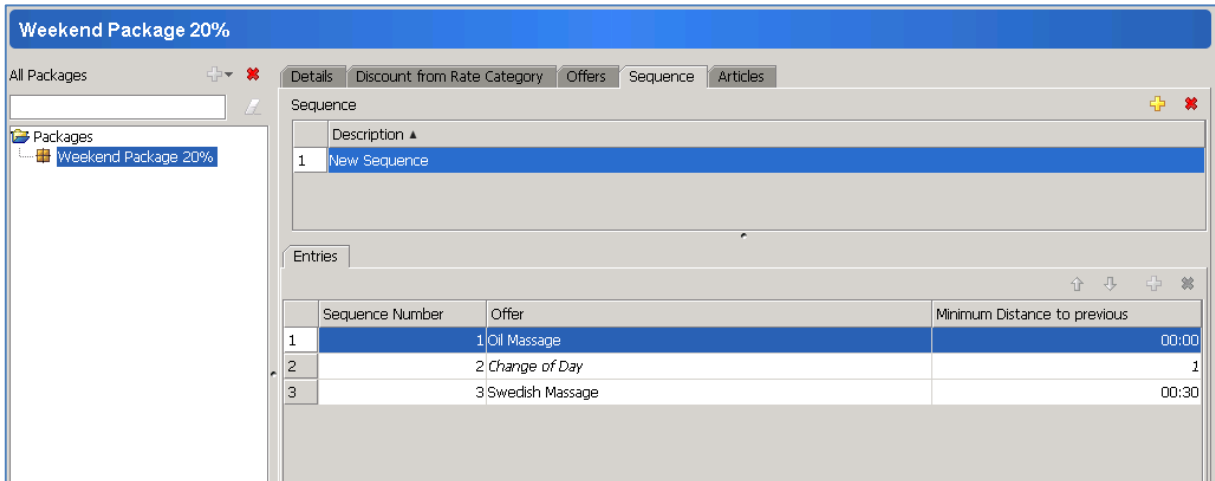 Weekend Package 20%
All Packages
Packages
Weekend Package 20%
Details Discount from Rate Category Offers Sequence Articles
Sequence
Description
1 New Sequence
Entries
Sequence Number Offer Minimum Distance to previous
1 1 Oil Massage 00:00
2 2 Change of Day 1
3 3 Swedish Massage 00:30